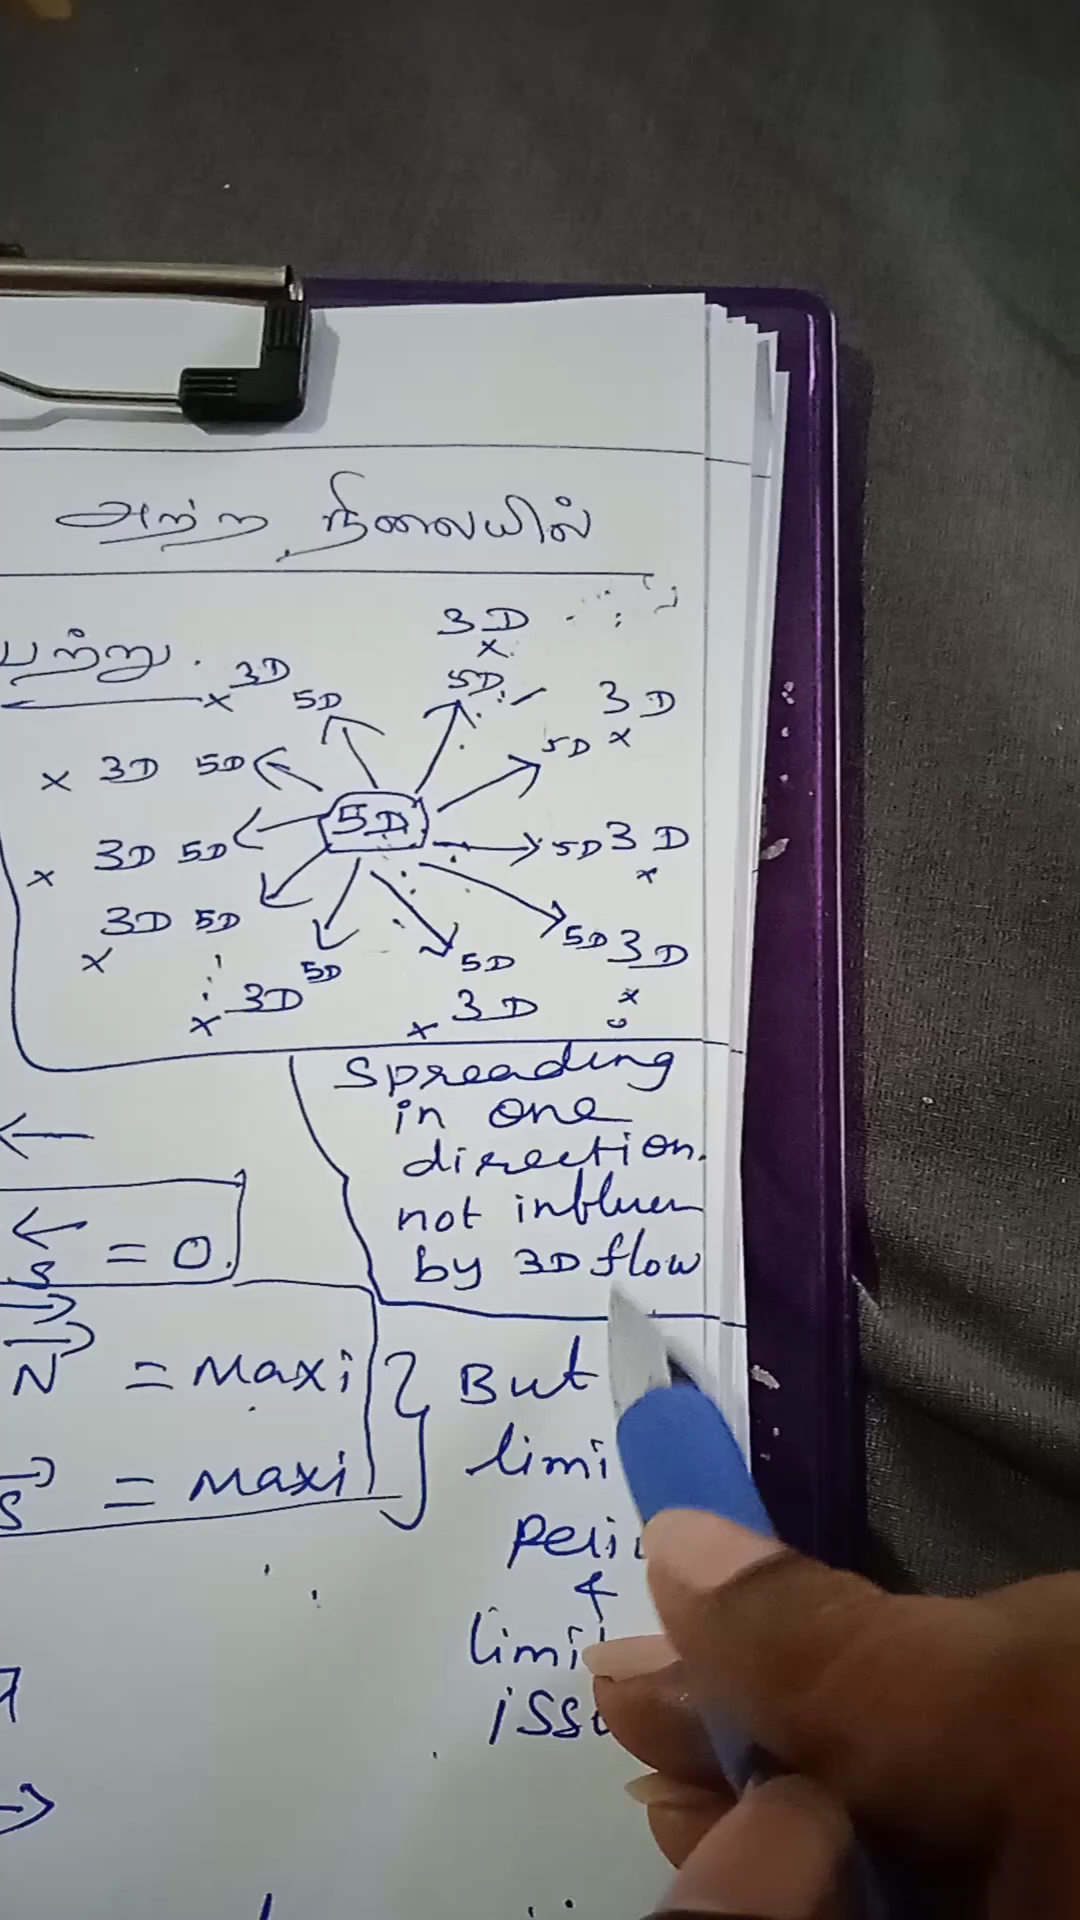 அற்ற நிலையில்
பற்று.
3D
x
3D
x
5D
5D
3D
x
5D
x 3D 5D
5D
x 3D 5D
5D 3D
x
3D 5D
x
5D 3D
x
3D 5D
x
5D
3D
x
Spreading
in one
direction.
not influen
by 3D flow
←
← = 0.
s
N = Maxi
But
limi
S = Maxi
Peri
&
limi
iss